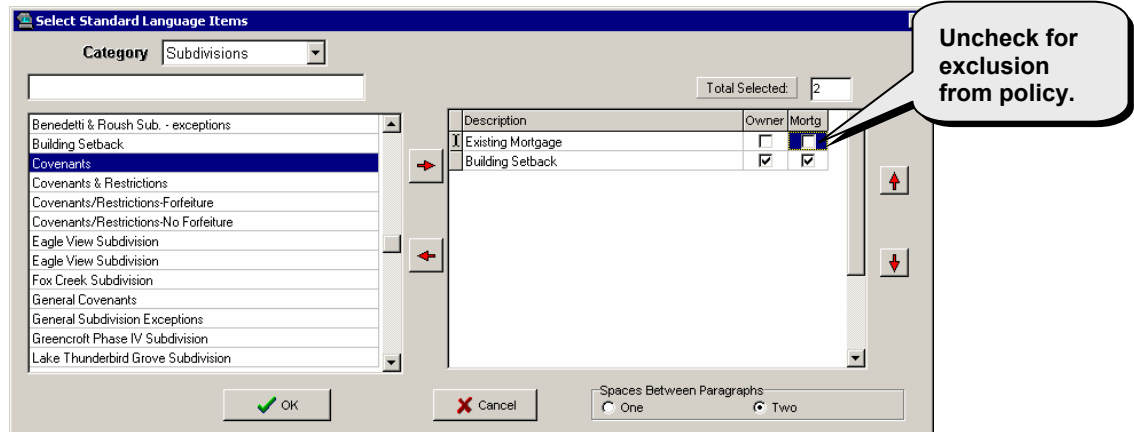 Select Standard Language Items
Category Subdivisions
Uncheck for
exclusion
from policy.
Total Selected: 2
Benedetti & Roush Sub. - exceptions
Building Setback
Covenants
Covenants & Restrictions
Covenants/Restrictions-Forfeiture
Covenants/Restrictions-No Forfeiture
Eagle View Subdivision
Eagle View Subdivision
Fox Creek Subdivision
General Covenants
General Subdivision Exceptions
Greencroft Phase IV Subdivision
Lake Thunderbird Grove Subdivision
Description Owner Mortg
Existing Mortgage
Building Setback
OK
Cancel
Spaces Between Paragraphs
One Two